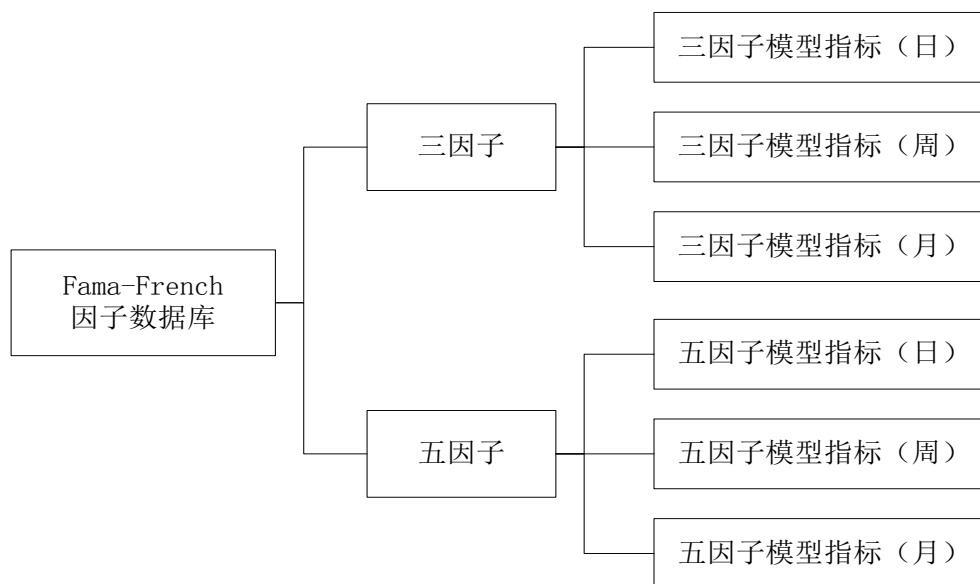 Fama-French
因子数据库
三因子
三因子模型指标（日）
三因子模型指标（周）
三因子模型指标（月）
五因子
五因子模型指标（日）
五因子模型指标（周）
五因子模型指标（月）